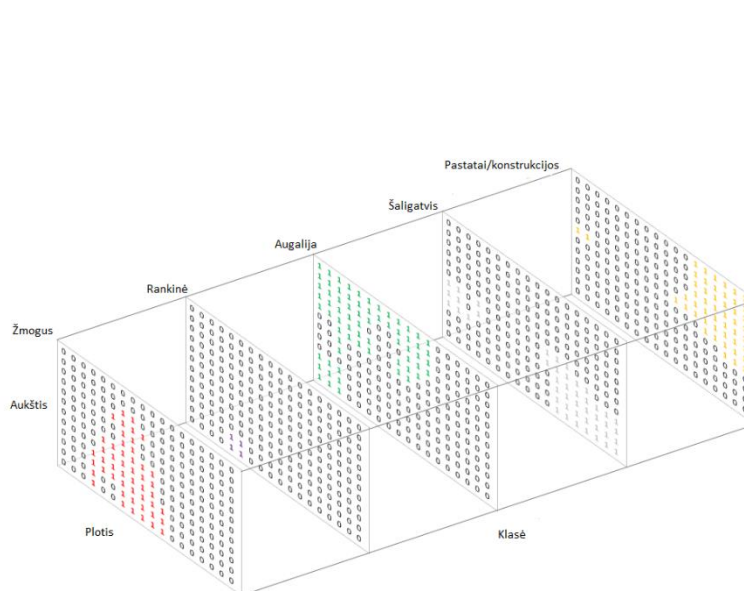 Pastatai/konstrukcijos
Šaligatvis
Augalija
Rankinė
Žmogus
Aukštis
Plotis
Klasė